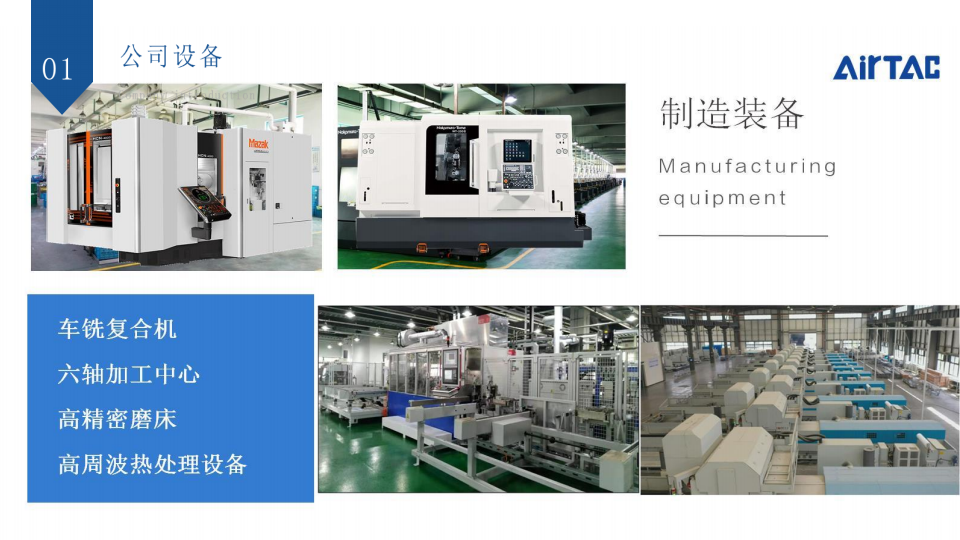 01
公司设备
AirTAC
制造装备
Manufacturing
equipment
Mazak
车铣复合机
六轴加工中心
高精密磨床
高周波热处理设备